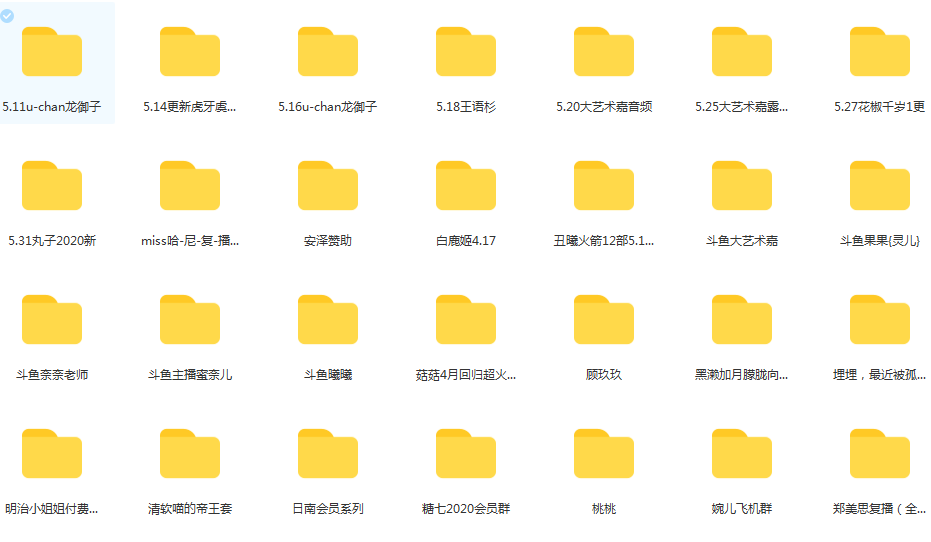 5.11u-chan龙御子
5.14更新虎牙虞...
5.16u-chan龙御子
5.18王语杉
5.20大艺术嘉音频
5.25大艺术嘉露...
5.27花椒千岁1更
5.31丸子2020新
miss哈-尼-复-播...
安泽赞助
白鹿姬4.17
丑曦火箭12部5.1...
斗鱼大艺术嘉
斗鱼果果{灵儿}
斗鱼奈奈老师
斗鱼主播蜜奈儿
斗鱼曦曦
菇菇4月回归超火...
顾玖玖
黑濑加月朦胧向...
埋埋，最近被孤...
明治小姐姐付费...
清软喵的帝王套
日南会员系列
糖七2020会员群
桃桃
婉儿飞机群
郑美思复播（全...